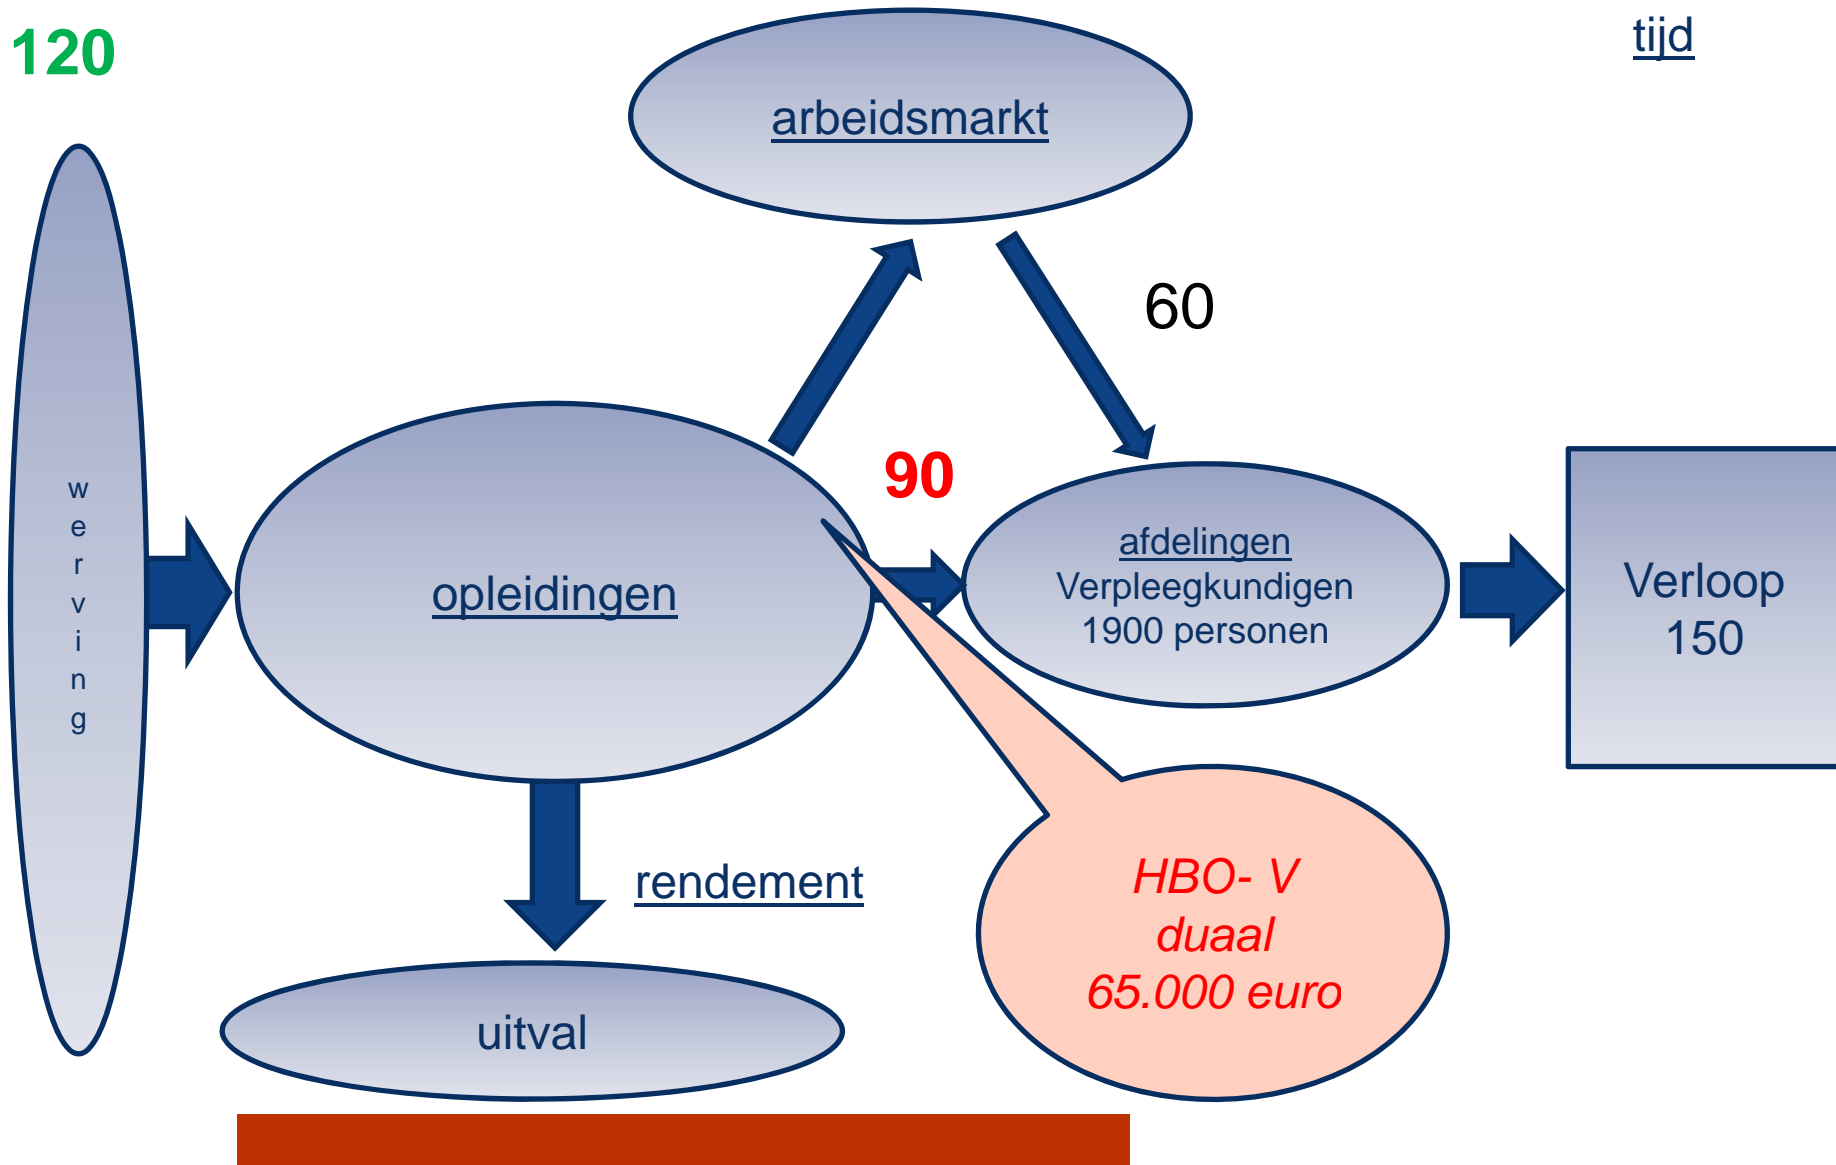 120
tijd
arbeidsmarkt
60
90
w
e
r
v
i
n
g
opleidingen
afdelingen
Verpleegkundigen
1900 personen
Verloop
150
rendement
HBO- V
duaal
65.000 euro
uitval